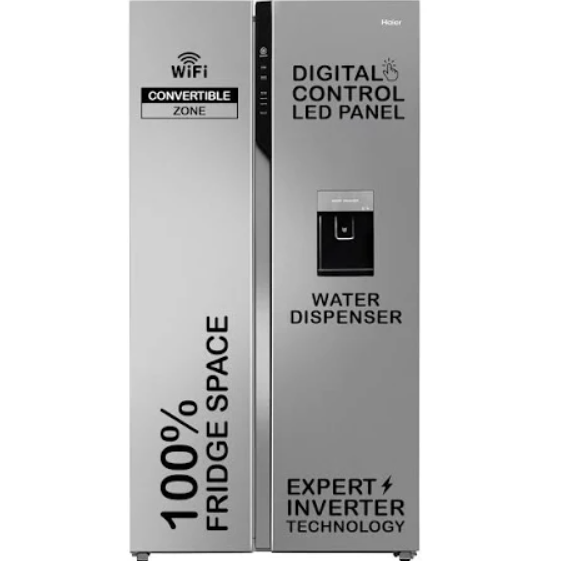 Haier
WiFi
CONVERTIBLE
ZONE
DIGITAL
CONTROL
LED PANEL
WATER
DISPENSER
100%
FRIDGE SPACE
EXPERT
INVERTER
TECHNOLOGY